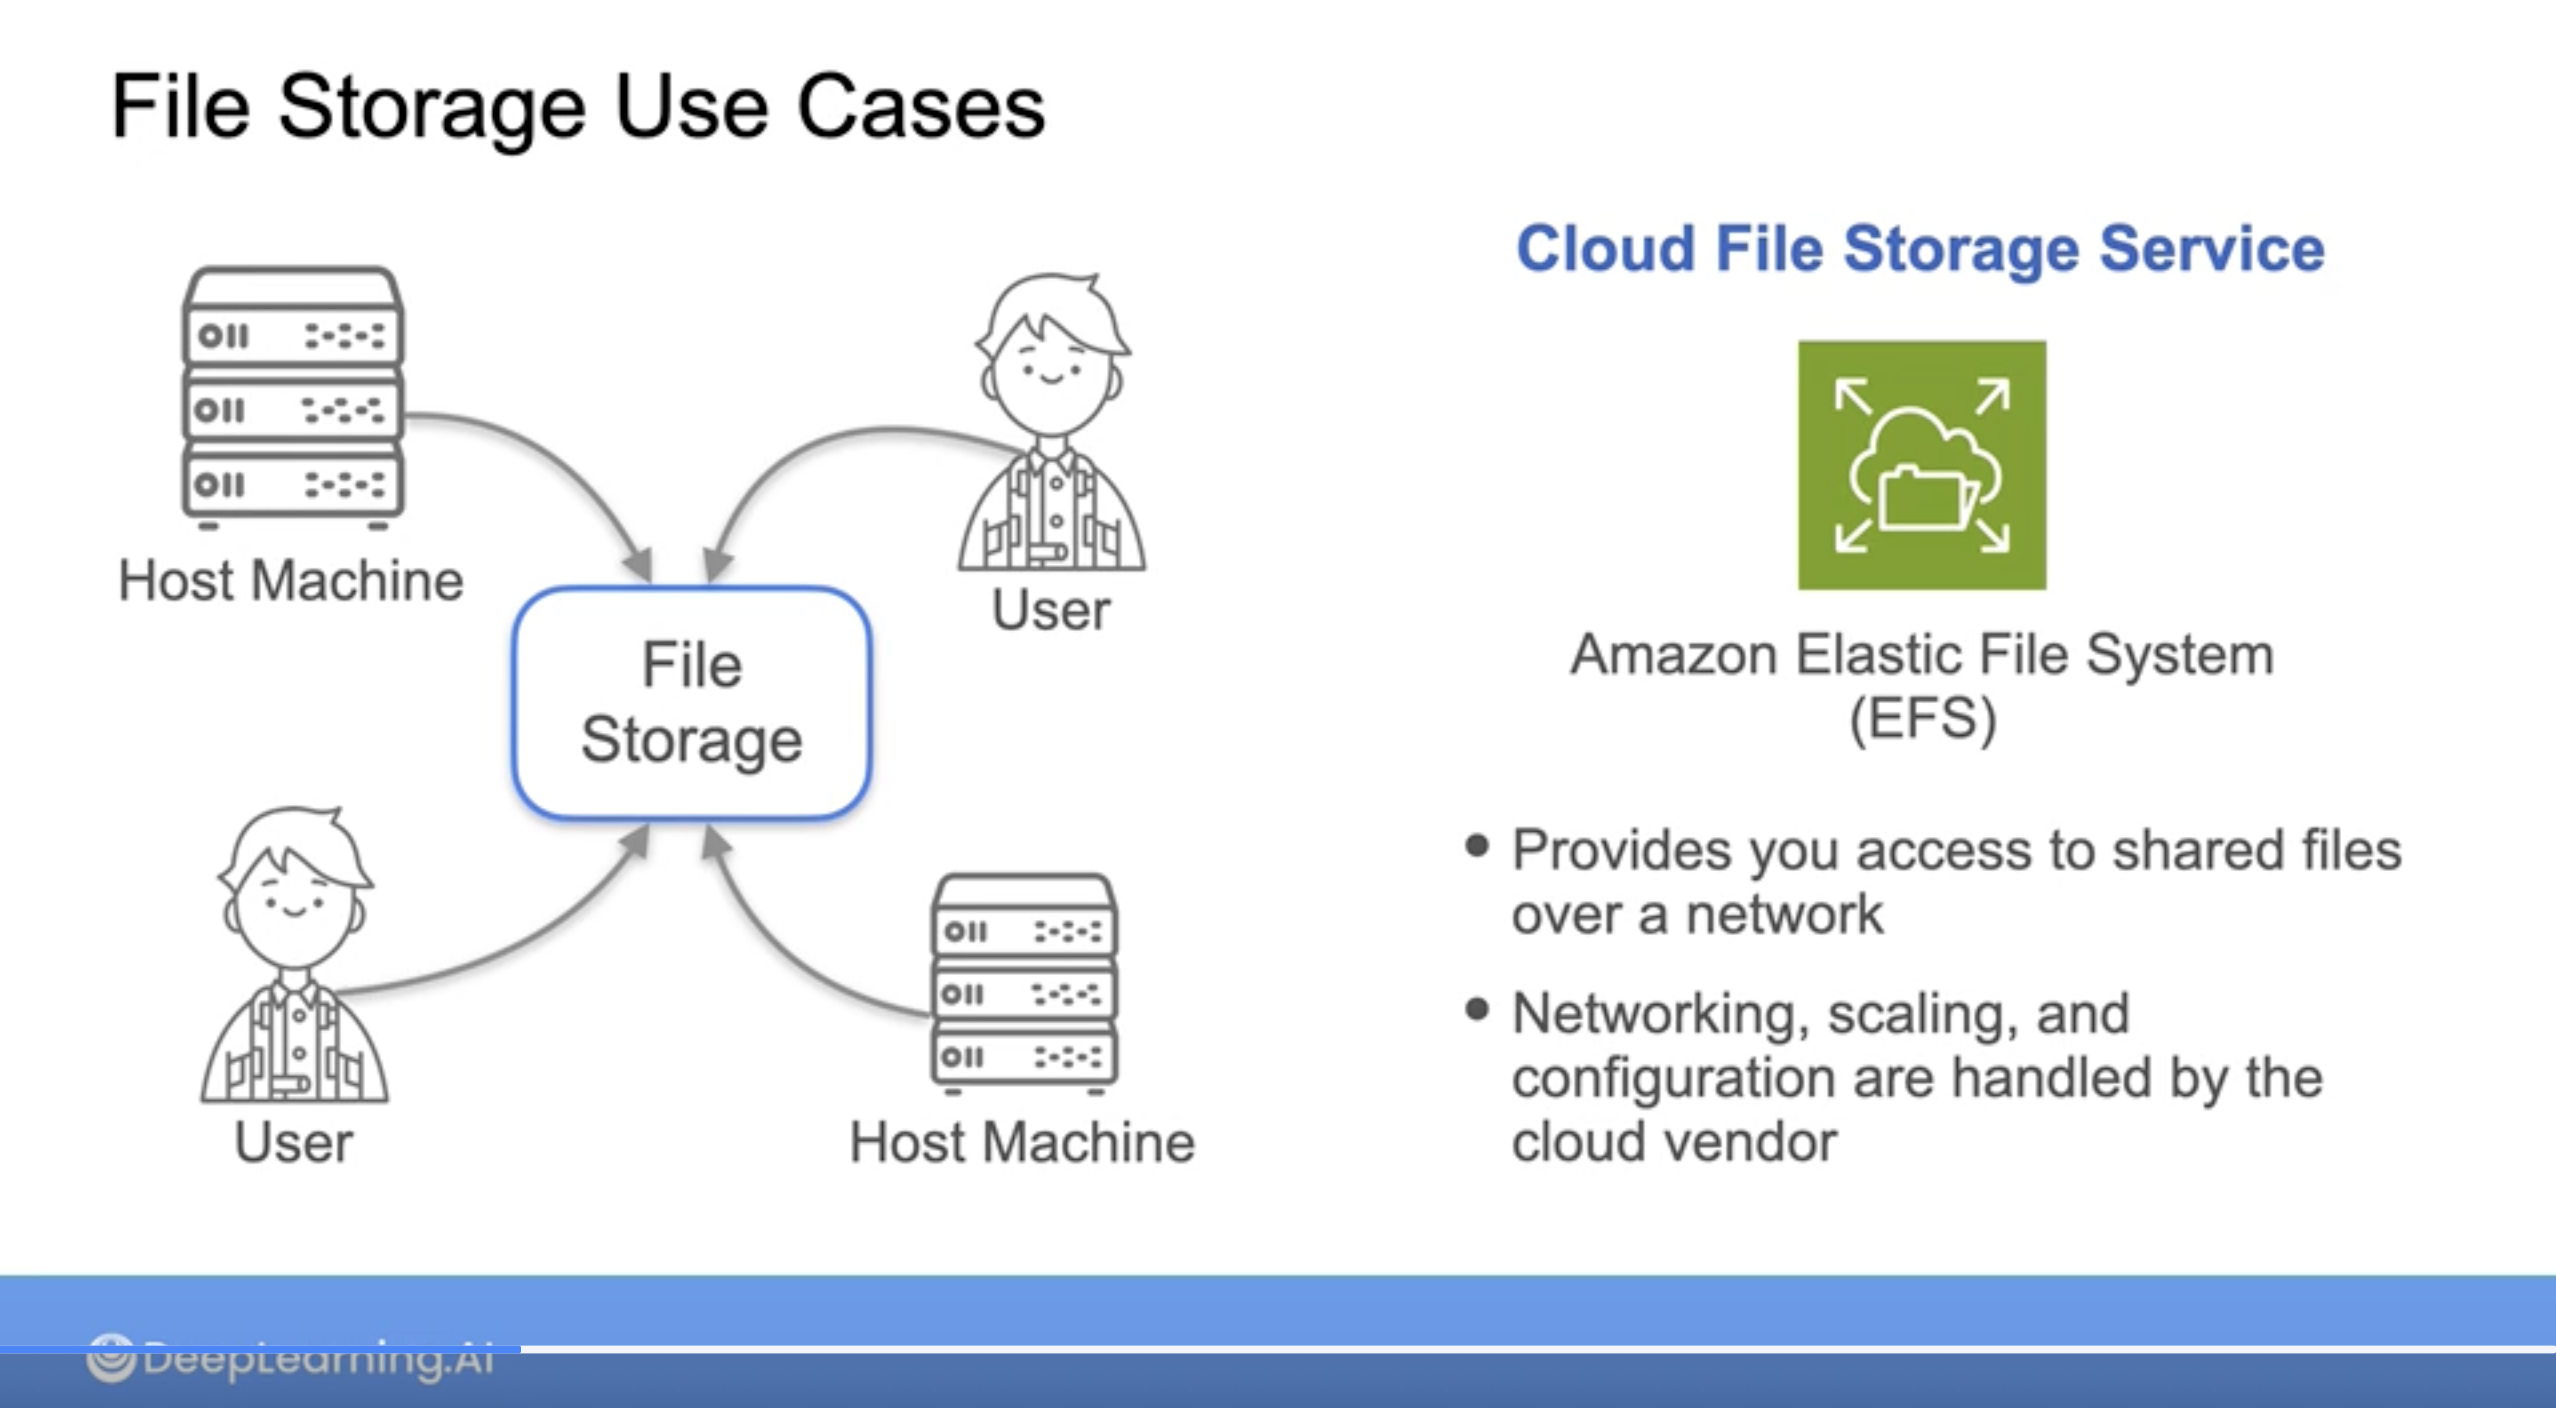 File Storage Use Cases
Host Machine
User
File
Storage
User
Host Machine
Cloud File Storage Service
Amazon Elastic File System
(EFS)
• Provides you access to shared files
over a network
• Networking, scaling, and
configuration are handled by the
cloud vendor
DeepLearning.AI